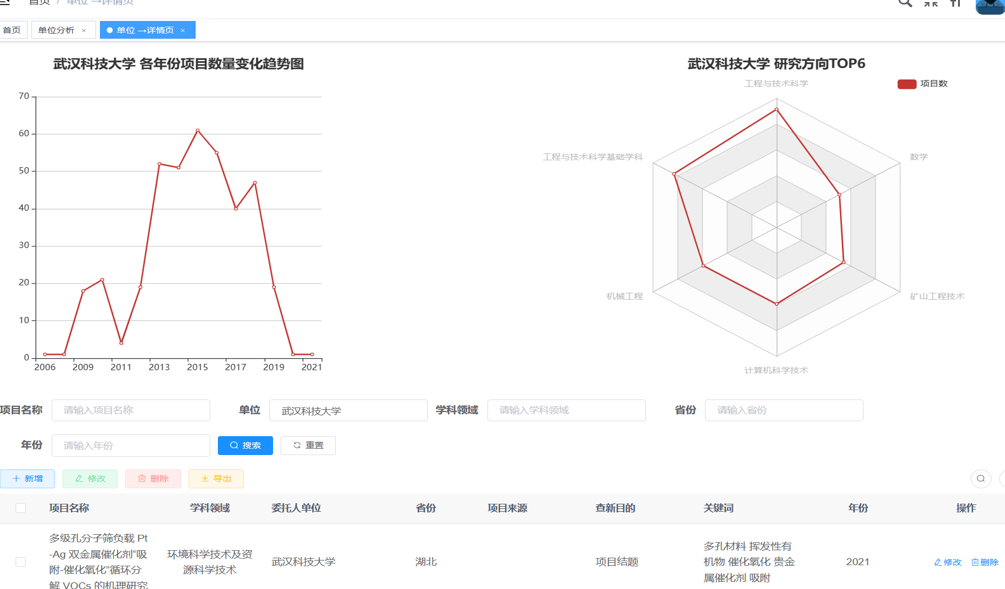 首页 / 单位 →详情页
首页
单位分析 ×
单位 →详情页 ×
武汉科技大学 各年份项目数量变化趋势图
70
60
50
40
30
20
10
0
2006 2009 2011 2013 2015 2017 2019 2021
武汉科技大学 研究方向TOP6
项目数
工程与技术科学
工程与技术科学基础学科
数学
机械工程
矿山工程技术
计算机科学技术
项目名称 请输入项目名称 单位 武汉科技大学 学科领域 请输入学科领域 省份 请输入省份
年份 请输入年份 搜索 重置
+ 新增 修改 删除 导出
项目名称 学科领域 委托人单位 省份 项目来源 查新目的 关键词 年份 操作
多级孔分子筛负载 Pt
-Ag 双金属催化剂“吸
附-催化氧化”循环分
解 VOCs 的机理研究
环境科学技术及资
源科学技术
武汉科技大学
湖北
项目结题
多孔材料 挥发性有
机物 催化氧化 贵金
属催化剂 吸附
2021
修改 删除